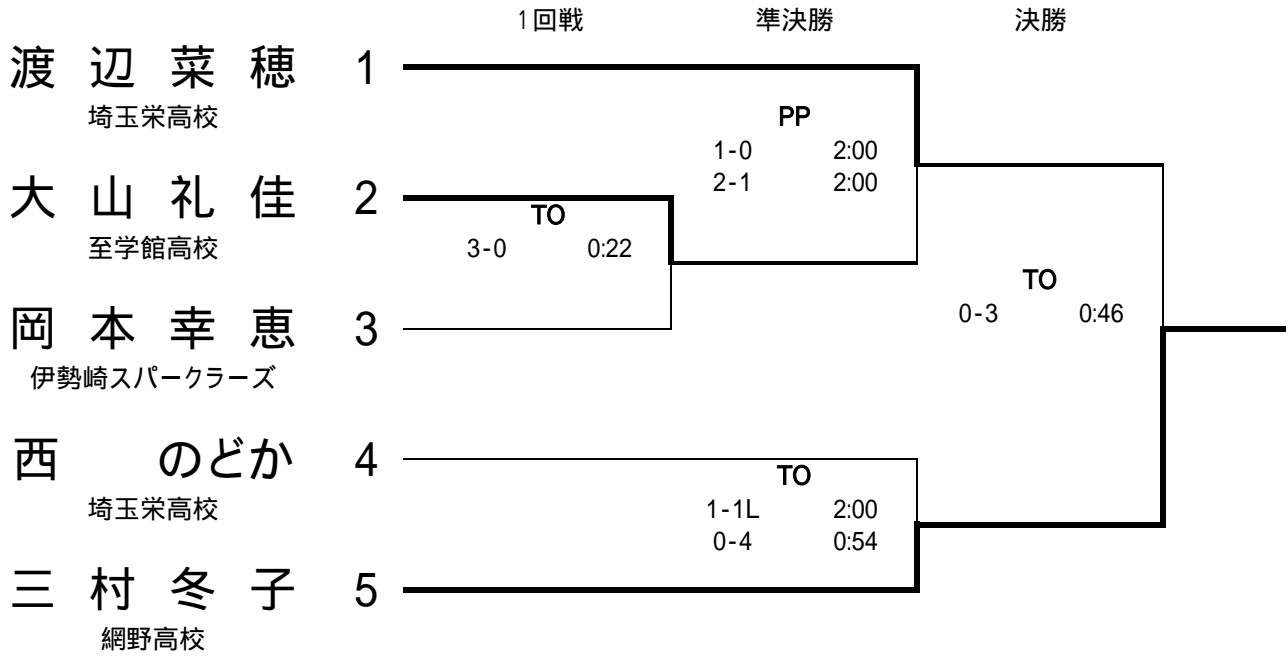 1回戦 準決勝 決勝
渡 辺 菜 穂 1
埼玉栄高校
PP
1-0 2:00
2-1 2:00
大 山 礼 佳 2
至学館高校
TO
3-0 0:22
TO
0-3 0:46
岡 本 幸 恵 3
伊勢崎スパークラーズ
西 のどか 4
埼玉栄高校
TO
1-1L 2:00
0-4 0:54
三 村 冬 子 5
網野高校